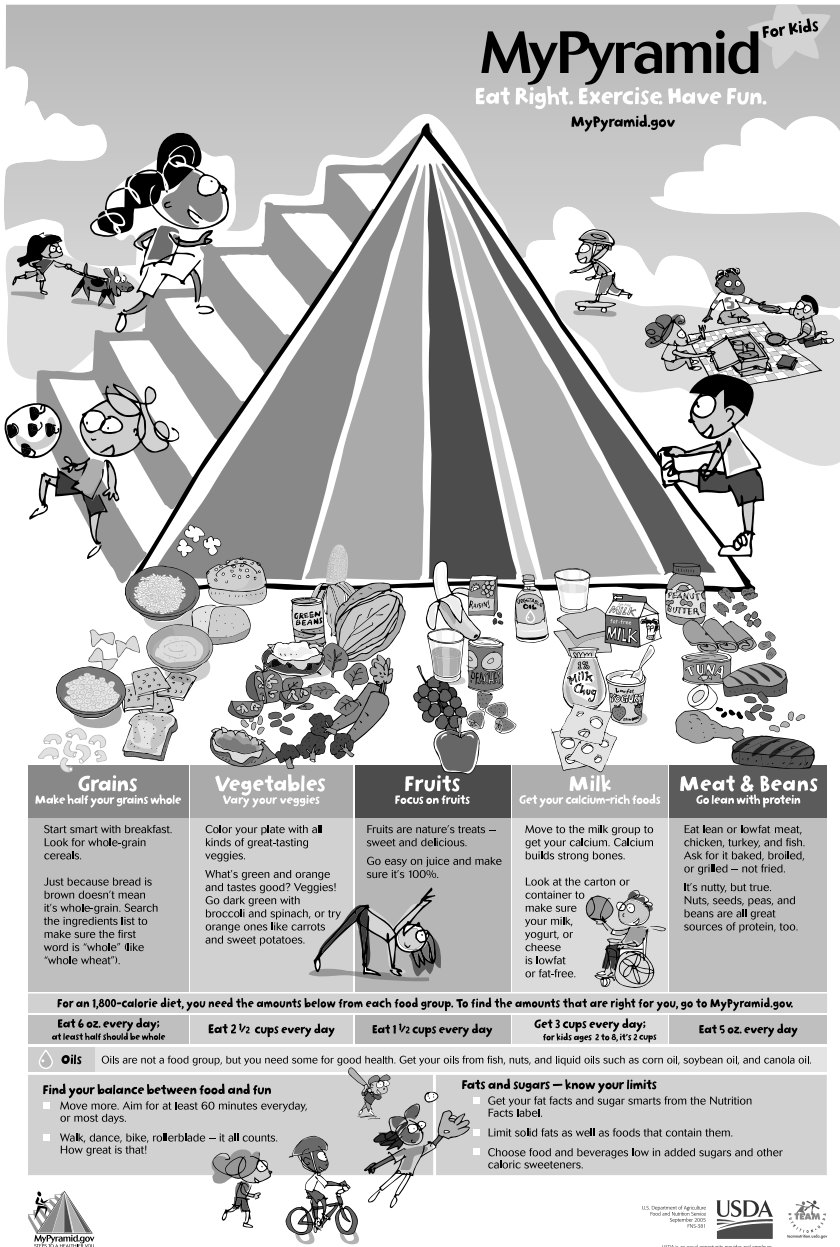 MyPyramid
For Kids
Eat Right. Exercise. Have Fun.
MyPyramid.gov
GREEN
BEANS
RAISINS
VEGETABLE
OIL
MILK
fat-free
MILK
PEANUT
BUTTER
1%
Milk
Chug
PEACHES
lowfat
YOGURT
TUNA
Grains
Make half your grains whole
Start smart with breakfast.
Look for whole-grain
cereals.
Just because bread is
brown doesn't mean
it's whole-grain. Search
the ingredients list to
make sure the first
word is "whole" (like
"whole wheat").
Vegetables
Vary your veggies
Color your plate with all
kinds of great-tasting
veggies.
What's green and orange
and tastes good? Veggies!
Go dark green with
broccoli and spinach, or try
orange ones like carrots
and sweet potatoes.
Fruits
Focus on fruits
Fruits are nature's treats –
sweet and delicious.
Go easy on juice and make
sure it's 100%.
Milk
Get your calcium-rich foods
Move to the milk group to
get your calcium. Calcium
builds strong bones.
Look at the carton or
container to
make sure
your milk,
yogurt, or
cheese
is lowfat
or fat-free.
Meat & Beans
Go lean with protein
Eat lean or lowfat meat,
chicken, turkey, and fish.
Ask for it baked, broiled,
or grilled – not fried.
It's nutty, but true.
Nuts, seeds, peas, and
beans are all great
sources of protein, too.
For an 1,800-calorie diet, you need the amounts below from each food group. To find the amounts that are right for you, go to MyPyramid.gov.
Eat 6 oz. every day;
at least half should be whole
Eat 2 1/2 cups every day
Eat 1 1/2 cups every day
Get 3 cups every day;
for kids ages 2 to 8, it's 2 cups
Eat 5 oz. every day
Oils Oils are not a food group, but you need some for good health. Get your oils from fish, nuts, and liquid oils such as corn oil, soybean oil, and canola oil.
Find your balance between food and fun
Move more. Aim for at least 60 minutes everyday,
or most days.
Walk, dance, bike, rollerblade – it all counts.
How great is that!
Fats and sugars — know your limits
Get your fat facts and sugar smarts from the Nutrition
Facts label.
Limit solid fats as well as foods that contain them.
Choose food and beverages low in added sugars and other
caloric sweeteners.
MyPyramid.gov
STEPS TO A HEALTHIER YOU
U.S. Department of Agriculture
Food and Nutrition Service
September 2005
FNS-381
USDA
TEAM
teamnutrition.usda.gov